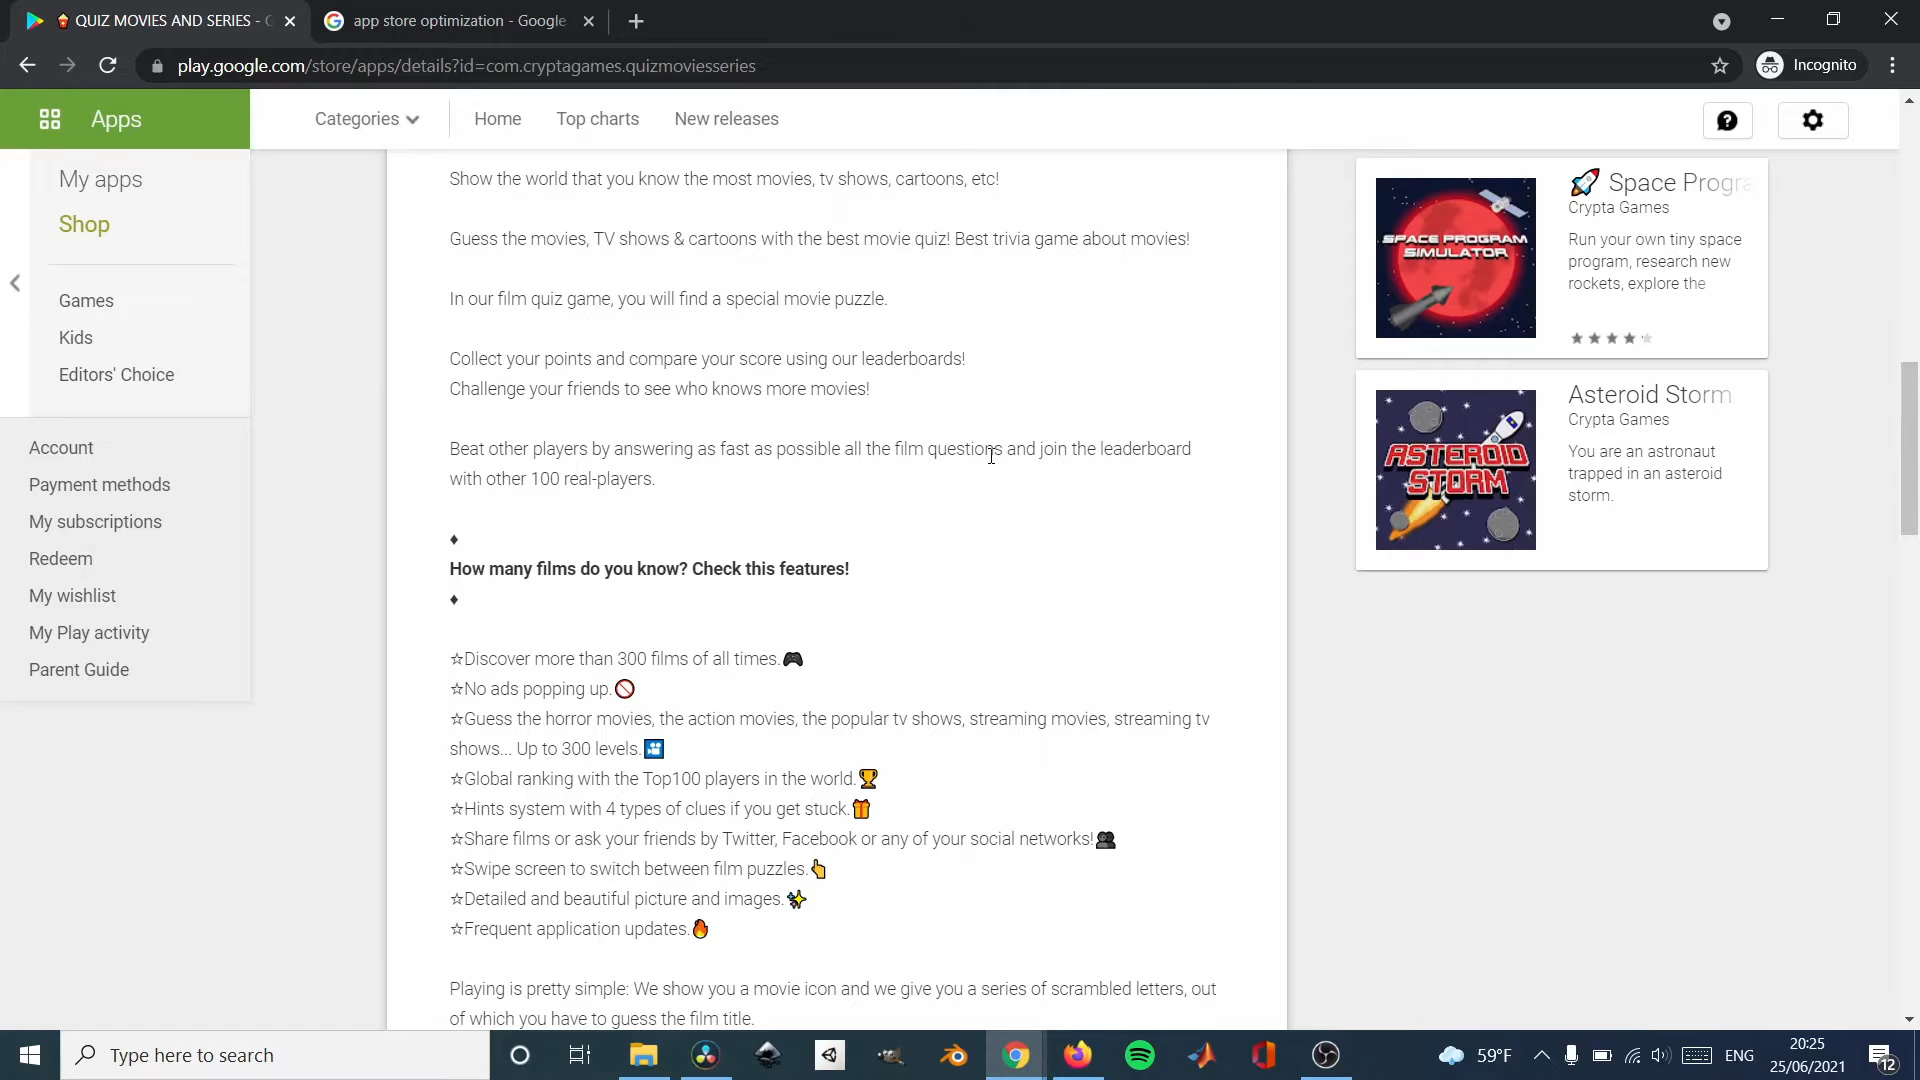 QUIZ MOVIES AND SERIES - G
app store optimization - Google
play.google.com/store/apps/details?id=com.cryptagames.quizmoviesseries
Incognito
Apps
Categories
Home
Top charts
New releases
My apps
Shop
Games
Kids
Editors' Choice
Account
Payment methods
My subscriptions
Redeem
My wishlist
My Play activity
Parent Guide
Show the world that you know the most movies, tv shows, cartoons, etc!
Guess the movies, TV shows & cartoons with the best movie quiz! Best trivia game about movies!
In our film quiz game, you will find a special movie puzzle.
Collect your points and compare your score using our leaderboards!
Challenge your friends to see who knows more movies!
Beat other players by answering as fast as possible all the film questions and join the leaderboard
with other 100 real-players.
♦
How many films do you know? Check this features!
♦
☆Discover more than 300 films of all times.🎮
☆No ads popping up.🚫
☆Guess the horror movies, the action movies, the popular tv shows, streaming movies, streaming tv
shows... Up to 300 levels.🎦
☆Global ranking with the Top100 players in the world.🏆
☆Hints system with 4 types of clues if you get stuck.🎁
☆Share films or ask your friends by Twitter, Facebook or any of your social networks!👥
☆Swipe screen to switch between film puzzles.👆
☆Detailed and beautiful picture and images.✨
☆Frequent application updates.🔥
Playing is pretty simple: We show you a movie icon and we give you a series of scrambled letters, out
of which you have to guess the film title.
SPACE PROGRAM
SIMULATOR
🚀 Space Progra
Crypta Games
Run your own tiny space
program, research new
rockets, explore the
ASTEROID
STORM
Asteroid Storm
Crypta Games
You are an astronaut
trapped in an asteroid
storm.
Type here to search
59°F
ENG
20:25
25/06/2021
12